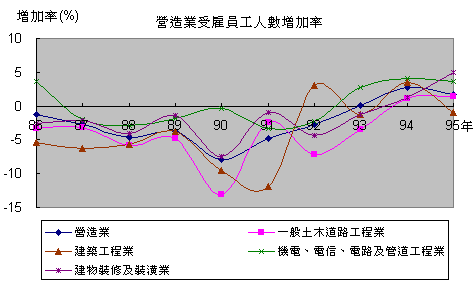 增加率(%)
營造業受雇員工人數增加率
10
5
0
-5
-10
-15
86 87 88 89 90 91 92 93 94 95年
營造業
一般土木道路工程業
建築工程業
機電、電信、電路及管道工程業
建物裝修及裝潢業